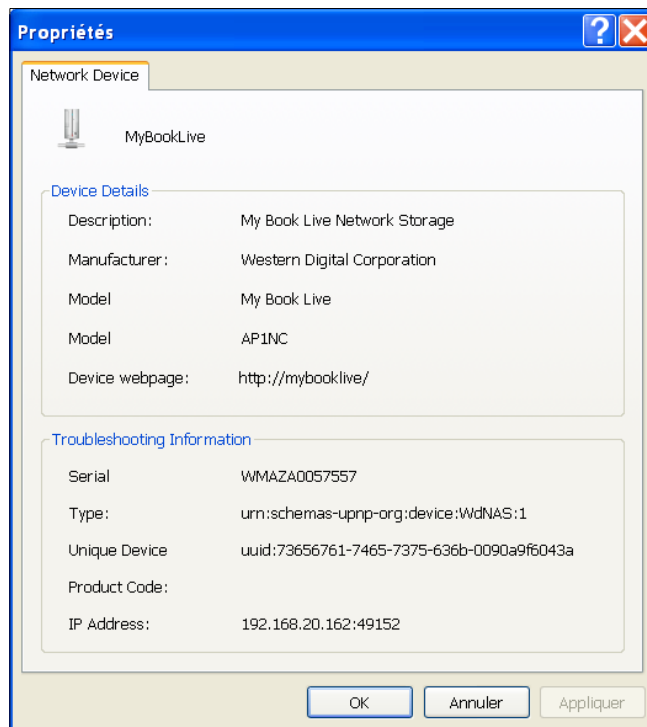 Propriétés
Network Device
MyBookLive
Device Details
Description: My Book Live Network Storage
Manufacturer: Western Digital Corporation
Model My Book Live
Model AP1NC
Device webpage: http://mybooklive/
Troubleshooting Information
Serial WMAZA0057557
Type: urn:schemas-upnp-org:device:WdNAS:1
Unique Device uuid:73656761-7465-7375-636b-0090a9f6043a
Product Code:
IP Address: 192.168.20.162:49152
OK Annuler Appliquer